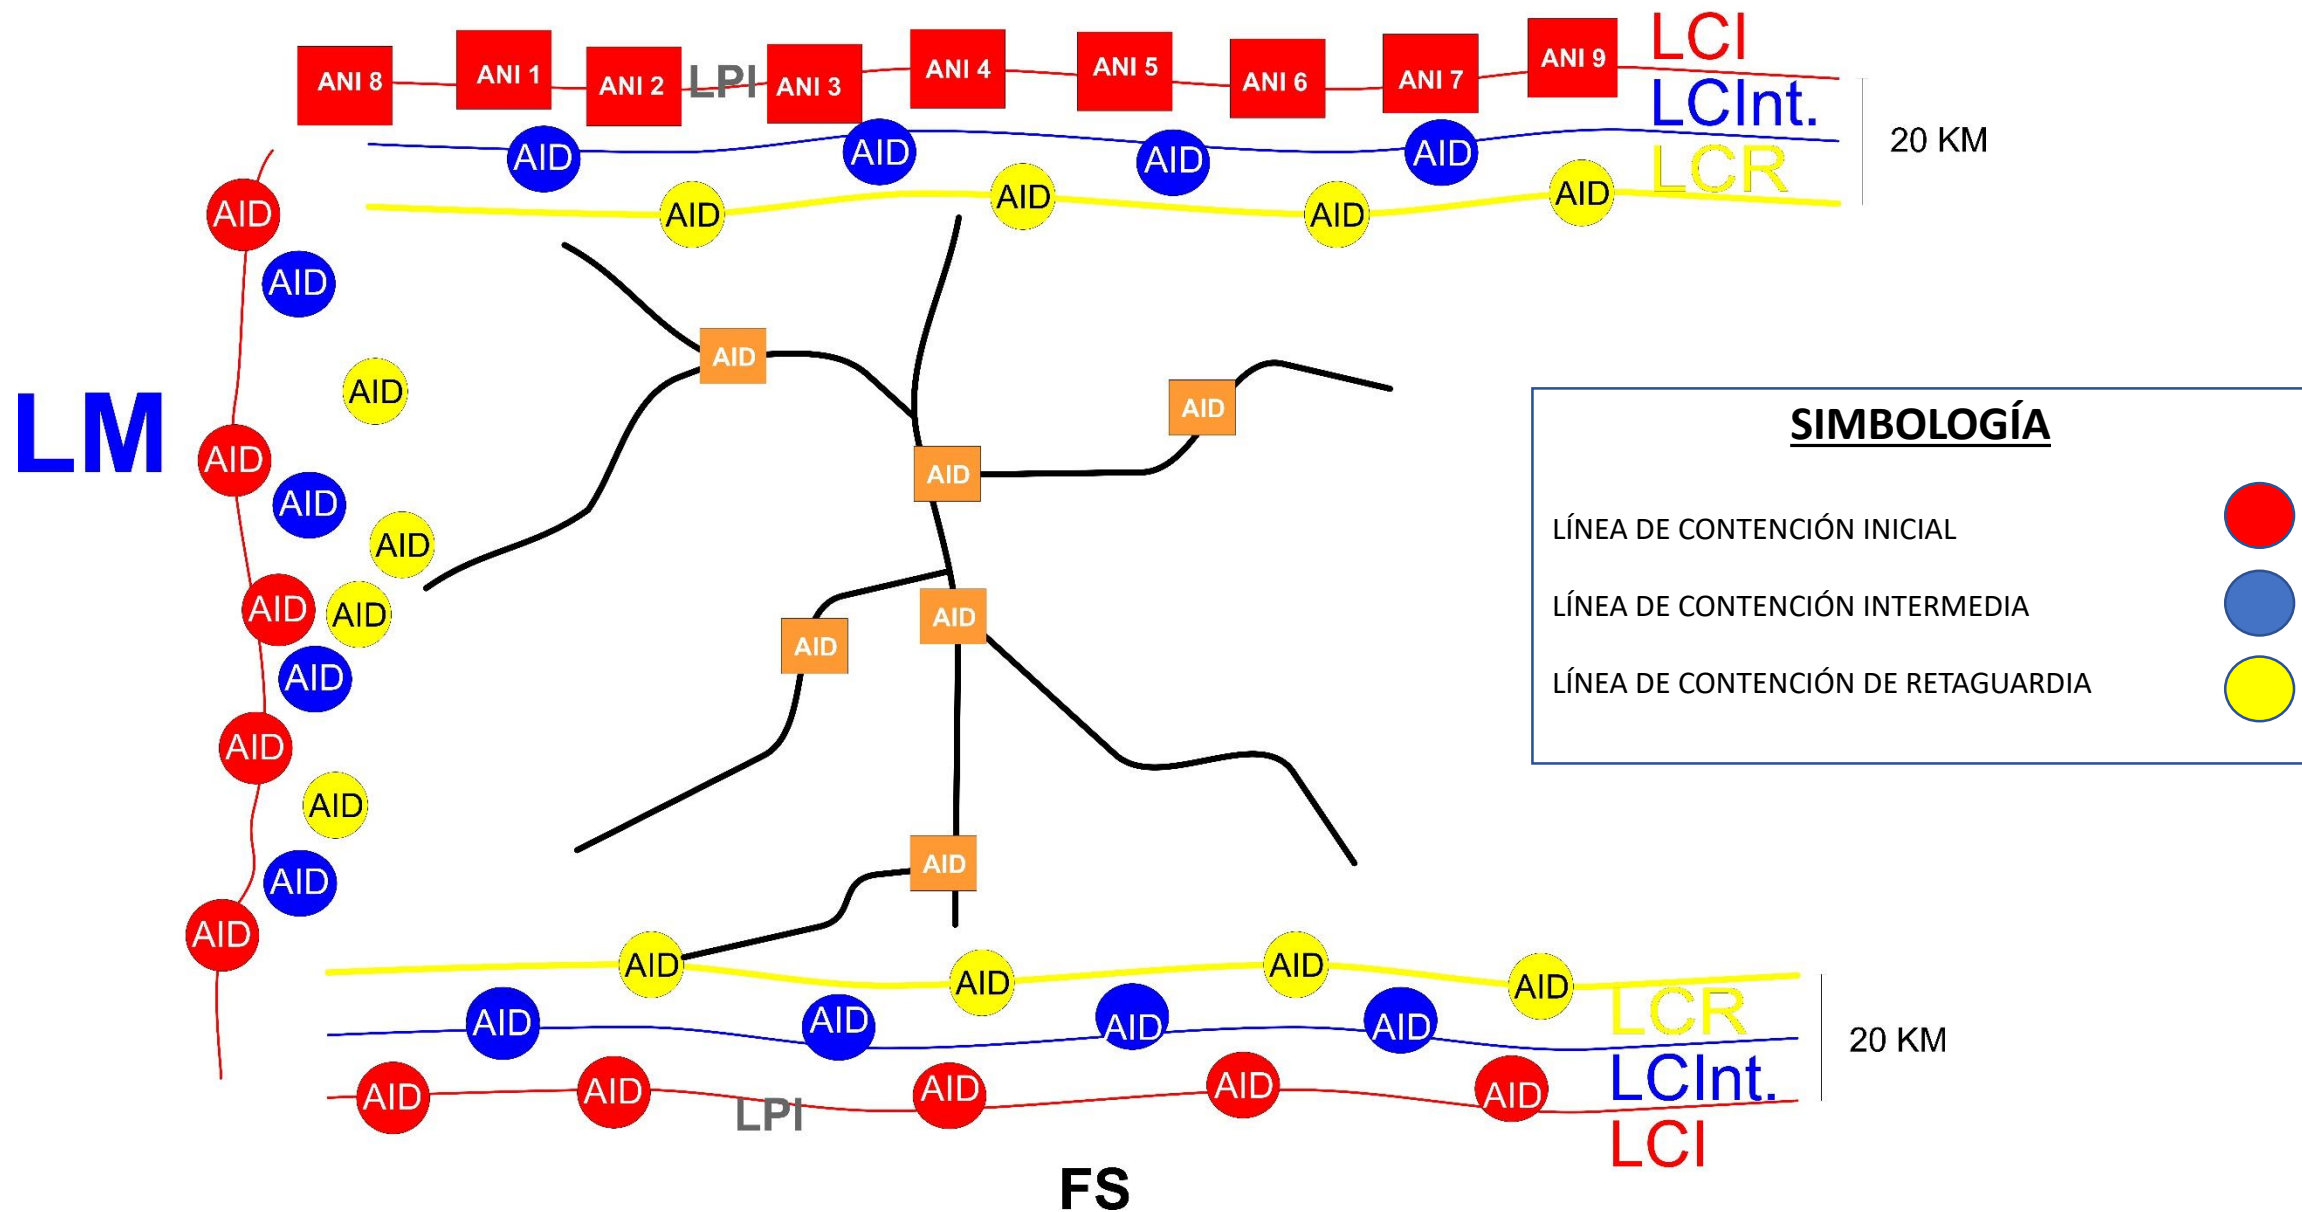 LCI
ANI 8
ANI 1
ANI 2
LPI
ANI 3
ANI 4
ANI 5
ANI 6
ANI 7
ANI 9
LCInt.
20 KM
AID
AID
AID
AID
LCR
AID
AID
AID
AID
AID
AID
AID
AID
AID
AID
LM
SIMBOLOGÍA
AID
AID
AID
LÍNEA DE CONTENCIÓN INICIAL
AID
AID
AID
LÍNEA DE CONTENCIÓN INTERMEDIA
AID
AID
AID
LÍNEA DE CONTENCIÓN DE RETAGUARDIA
AID
AID
AID
AID
AID
AID
AID
AID
AID
AID
LCR
AID
AID
AID
AID
20 KM
LCInt.
AID
AID
AID
AID
AID
LPI
LCI
FS